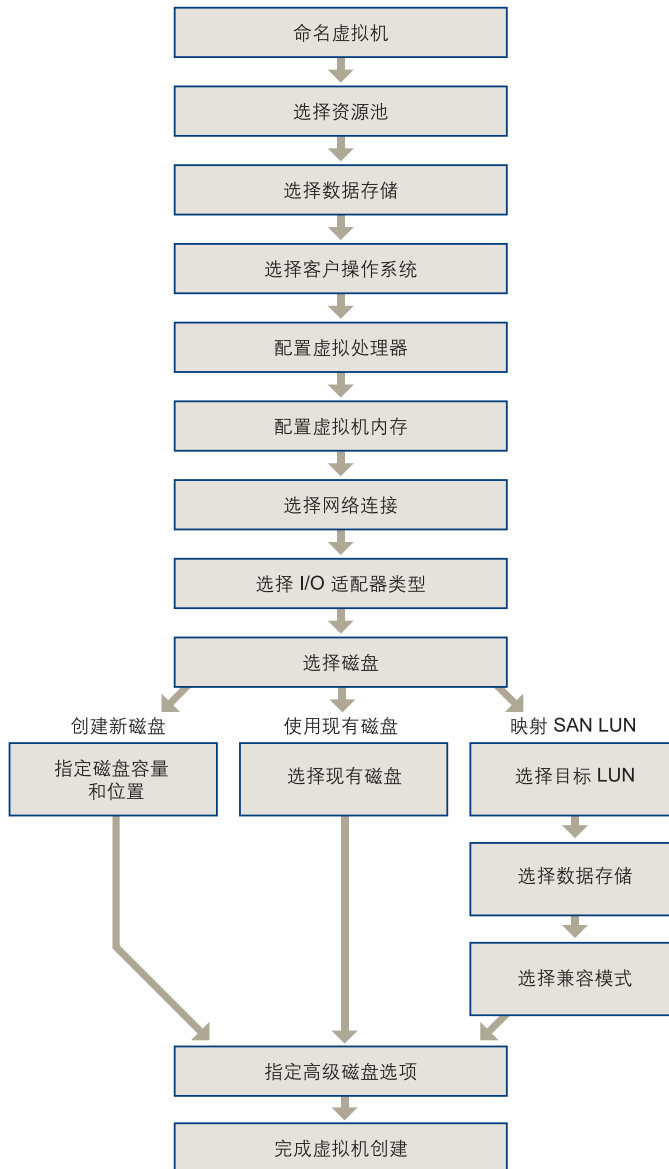 命名虚拟机
选择资源池
选择数据存储
选择客户操作系统
配置虚拟处理器
配置虚拟机内存
选择网络连接
选择 I/O 适配器类型
选择磁盘
创建新磁盘
使用现有磁盘
映射 SAN LUN
指定磁盘容量
和位置
选择现有磁盘
选择目标 LUN
选择数据存储
选择兼容模式
指定高级磁盘选项
完成虚拟机创建